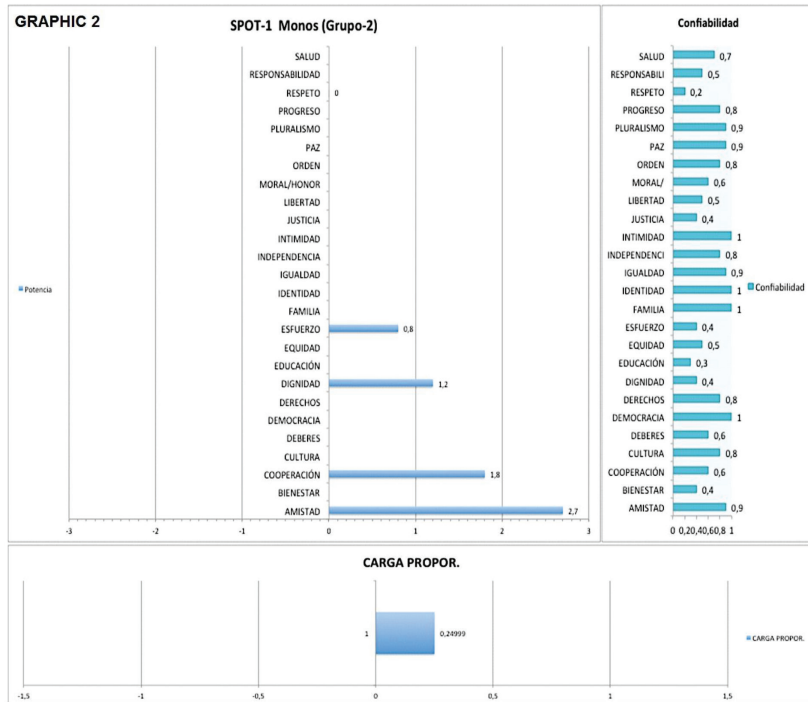 GRAPHIC 2
SPOT-1 Monos (Grupo-2)
SALUD
RESPONSABILIDAD
RESPETO 0
PROGRESO
PLURALISMO
PAZ
ORDEN
MORAL/HONOR
LIBERTAD
JUSTICIA
INTIMIDAD
INDEPENDENCIA
IGUALDAD
IDENTIDAD
FAMILIA
ESFUERZO 0,8
EQUIDAD
EDUCACIÓN
DIGNIDAD 1,2
DERECHOS
DEMOCRACIA
DEBERES
CULTURA
COOPERACIÓN 1,8
BIENESTAR
AMISTAD 2,7
-3 -2 -1 0 1 2 3
Potencia
Confiabilidad
SALUD 0,7
RESPONSABILI 0,5
RESPETO 0,2
PROGRESO 0,8
PLURALISMO 0,9
PAZ 0,9
ORDEN 0,8
MORAL/ 0,6
LIBERTAD 0,5
JUSTICIA 0,4
INTIMIDAD 1
INDEPENDENCI 0,8
IGUALDAD 0,9
IDENTIDAD 1
FAMILIA 1
ESFUERZO 0,4
EQUIDAD 0,5
EDUCACIÓN 0,3
DIGNIDAD 0,4
DERECHOS 0,8
DEMOCRACIA 1
DEBERES 0,6
CULTURA 0,8
COOPERACIÓN 0,6
BIENESTAR 0,4
AMISTAD 0,9
0 0,20,40,60,8 1
Confiabilidad
CARGA PROPOR.
1 0,24999
CARGA PROPOR.
-1,5 -1 -0,5 0 0,5 1 1,5